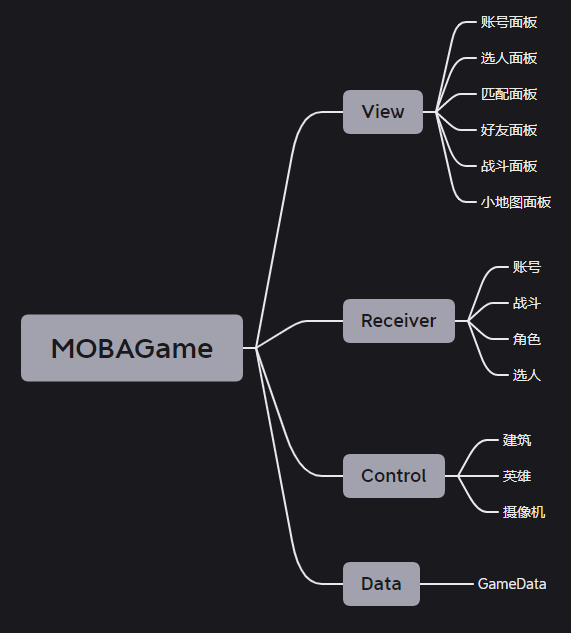 MOBAGame
View
账号面板
选人面板
匹配面板
好友面板
战斗面板
小地图面板
Receiver
账号
战斗
角色
选人
Control
建筑
英雄
摄像机
Data
GameData